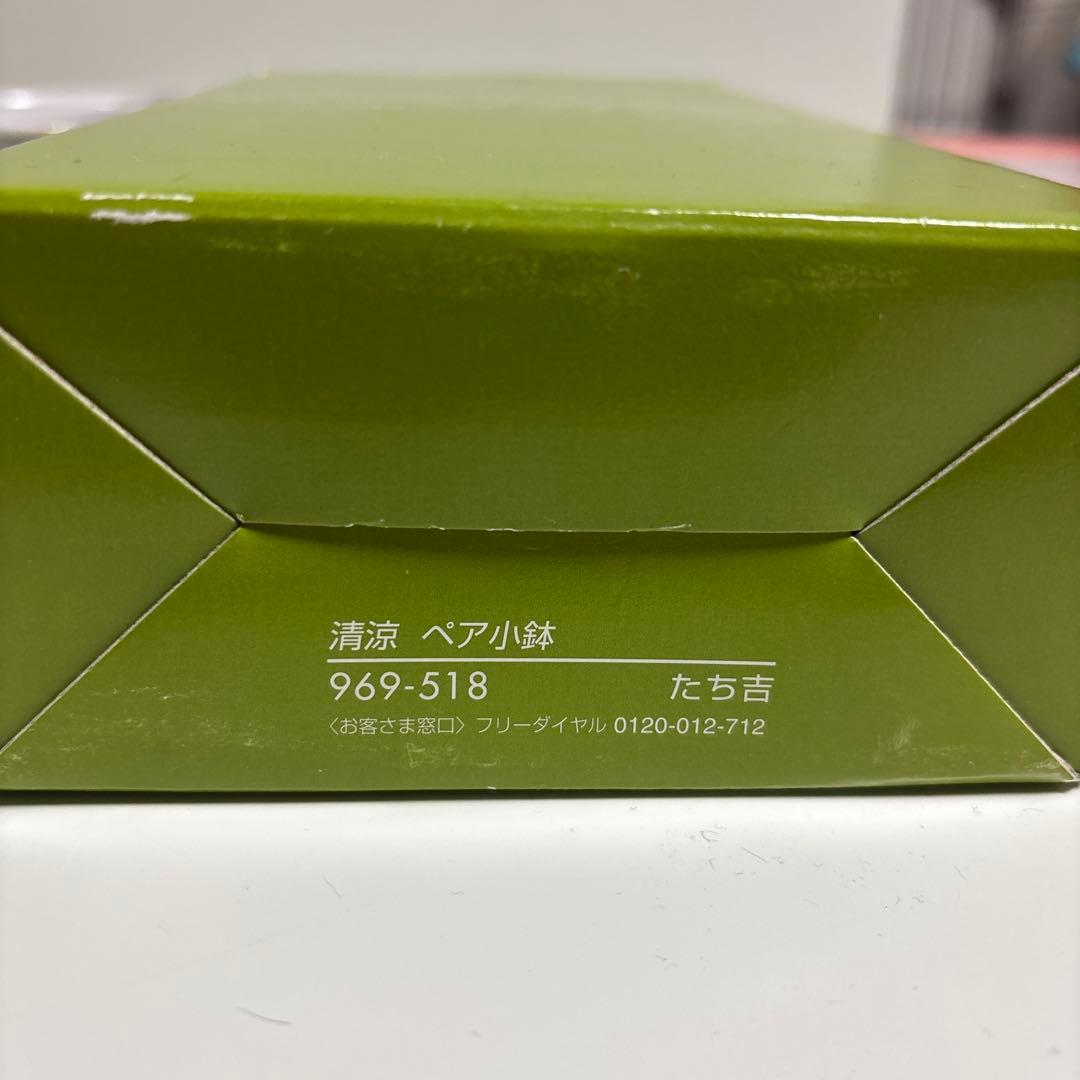 清涼 ペア小鉢
969-518 たち吉
〈お客さま窓口〉フリーダイヤル 0120-012-712